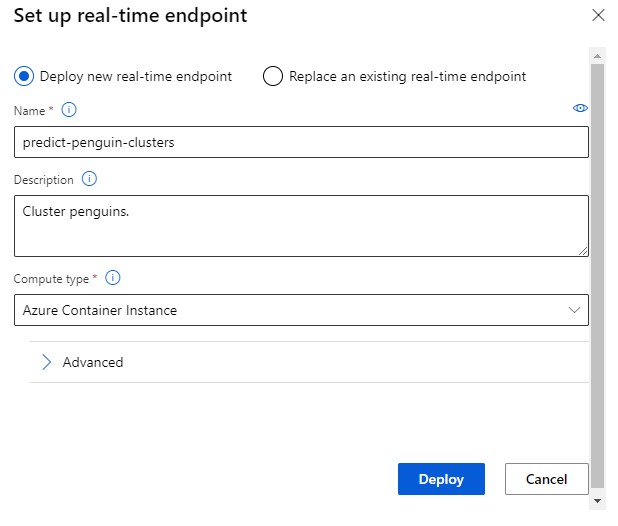 Set up real-time endpoint
Deploy new real-time endpoint Replace an existing real-time endpoint
Name *
predict-penguin-clusters
Description
Cluster penguins.
Compute type *
Azure Container Instance
Advanced
Deploy Cancel